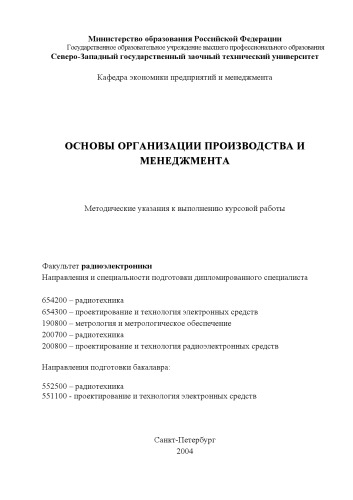 Министерство образования Российской Федерации
Государственное образовательное учреждение высшего профессионального образования
Северо-Западный государственный заочный технический университет
Кафедра экономики предприятий и менеджмента
ОСНОВЫ ОРГАНИЗАЦИИ ПРОИЗВОДСТВА И
МЕНЕДЖМЕНТА
Методические указания к выполнению курсовой работы
Факультет радиоэлектроники
Направления и специальности подготовки дипломированного специалиста
654200 – радиотехника
654300 – проектирование и технология электронных средств
190800 – метрология и метрологическое обеспечение
200700 – радиотехника
200800 – проектирование и технология радиоэлектронных средств
Направления подготовки бакалавра:
552500 – радиотехника
551100 - проектирование и технология электронных средств
Санкт-Петербург
2004